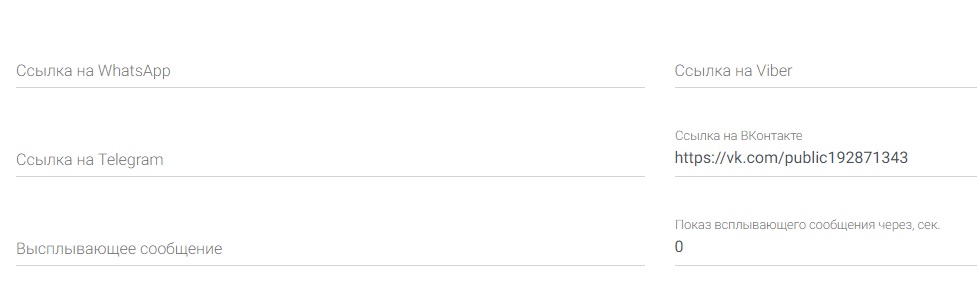 Ссылка на WhatsApp
Ссылка на Viber
Ссылка на Telegram
Ссылка на ВКонтакте
https://vk.com/public192871343
Высплывающее сообщение
Показ всплывающего сообщения через, сек.
0